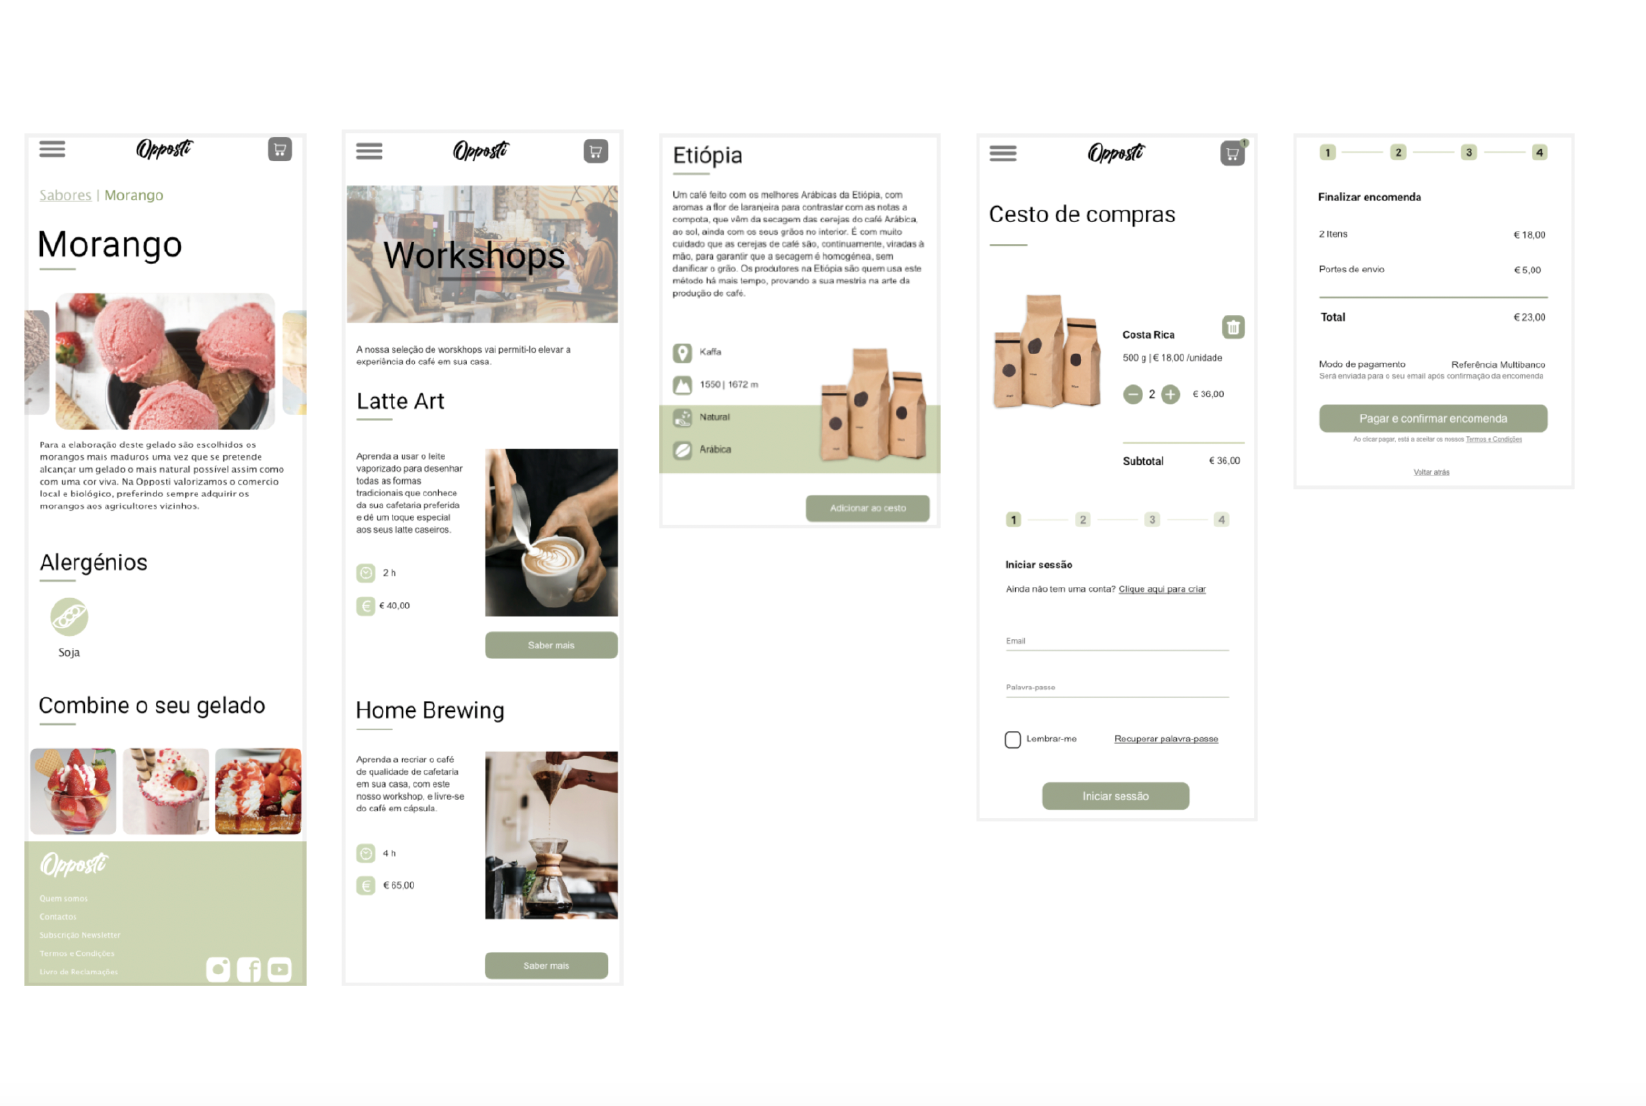 Opposti
Sabores | Morango
Morango
Para a elaboração deste gelado são escolhidos os
morangos mais maduros uma vez que se pretende
alcançar um gelado o mais natural possível assim como
com uma cor viva. Na Opposti valorizamos o comercio
local e biológico, preferindo sempre adquirir os
morangos aos agricultores vizinhos.
Alergénios
Soja
Combine o seu gelado
Opposti
Quem somos
Contactos
Subscrição Newsletter
Termos e Condições
Livro de Reclamações
Opposti
Workshops
A nossa seleção de worskhops vai permiti-lo elevar a
experiência do café em sua casa.
Latte Art
Aprenda a usar o leite
vaporizado para desenhar
todas as formas
tradicionais que conhece
da sua cafetaria preferida
e dê um toque especial
aos seus latte caseiros.
2 h
€ 40,00
Saber mais
Home Brewing
Aprenda a recriar o café
de qualidade de cafetaria
em sua casa, com este
nosso workshop, e livre-se
do café em cápsula.
4 h
€ 65,00
Saber mais
Etiópia
Um café feito com os melhores Arábicas da Etiópia, com
aromas a flor de laranjeira para contrastar com as notas a
compota, que vêm da secagem das cerejas do café Arábica,
ao sol, ainda com os seus grãos no interior. É com muito
cuidado que as cerejas de café são, continuamente, viradas à
mão, para garantir que a secagem é homogénea, sem
danificar o grão. Os produtores na Etiópia são quem usa este
método há mais tempo, provando a sua mestria na arte da
produção de café.
Kaffa
1550 | 1672 m
Natural
Arábica
Adicionar ao cesto
Opposti
1
Cesto de compras
Costa Rica
500 g | € 18.00 /unidade
2 € 36,00
Subtotal € 36,00
1 2 3 4
Iniciar sessão
Ainda não tem uma conta? Clique aqui para criar
Email
Palavra-passe
Lembrar-me Recuperar palavra-passe
Iniciar sessão
1 2 3 4
Finalizar encomenda
2 Itens € 18,00
Portes de envio € 5,00
Total € 23,00
Modo de pagamento Referência Multibanco
Será enviada para o seu email após confirmação da encomenda
Pagar e confirmar encomenda
Ao clicar pagar, está a aceitar os nossos Termos e Condições
Voltar atrás